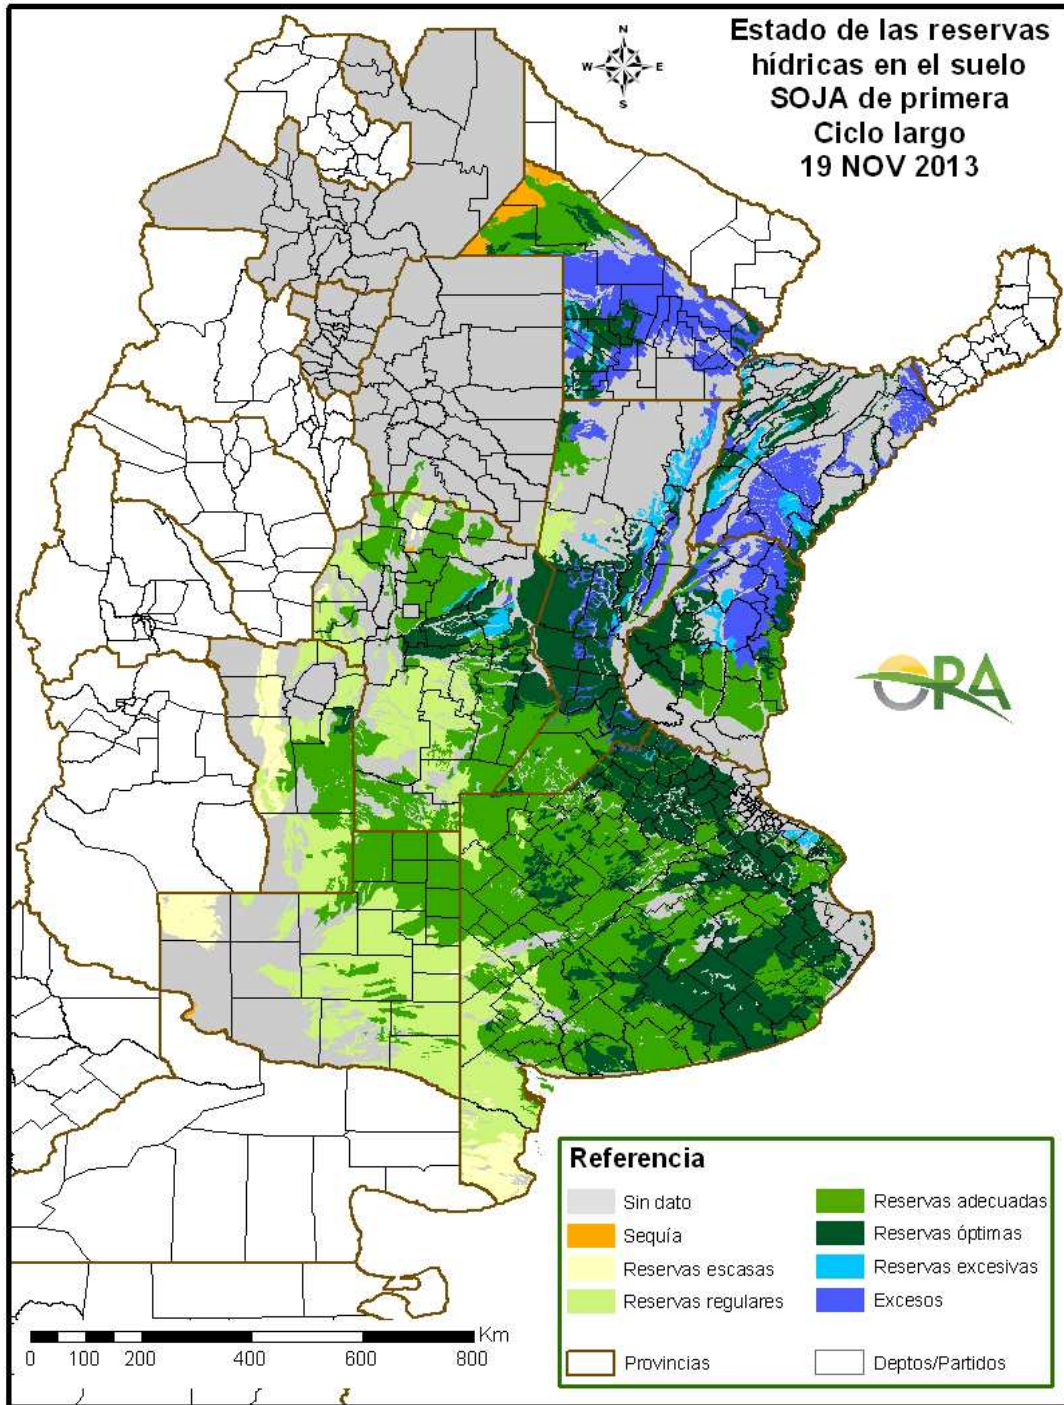 Estado de las reservas
hídricas en el suelo
SOJA de primera
Ciclo largo
19 NOV 2013
N
W E
S
ORA
Referencia
Sin dato
Sequía
Reservas escasas
Reservas regulares
Reservas adecuadas
Reservas óptimas
Reservas excesivas
Excesos
Provincias
Deptos/Partidos
Km
0 100 200 400 600 800